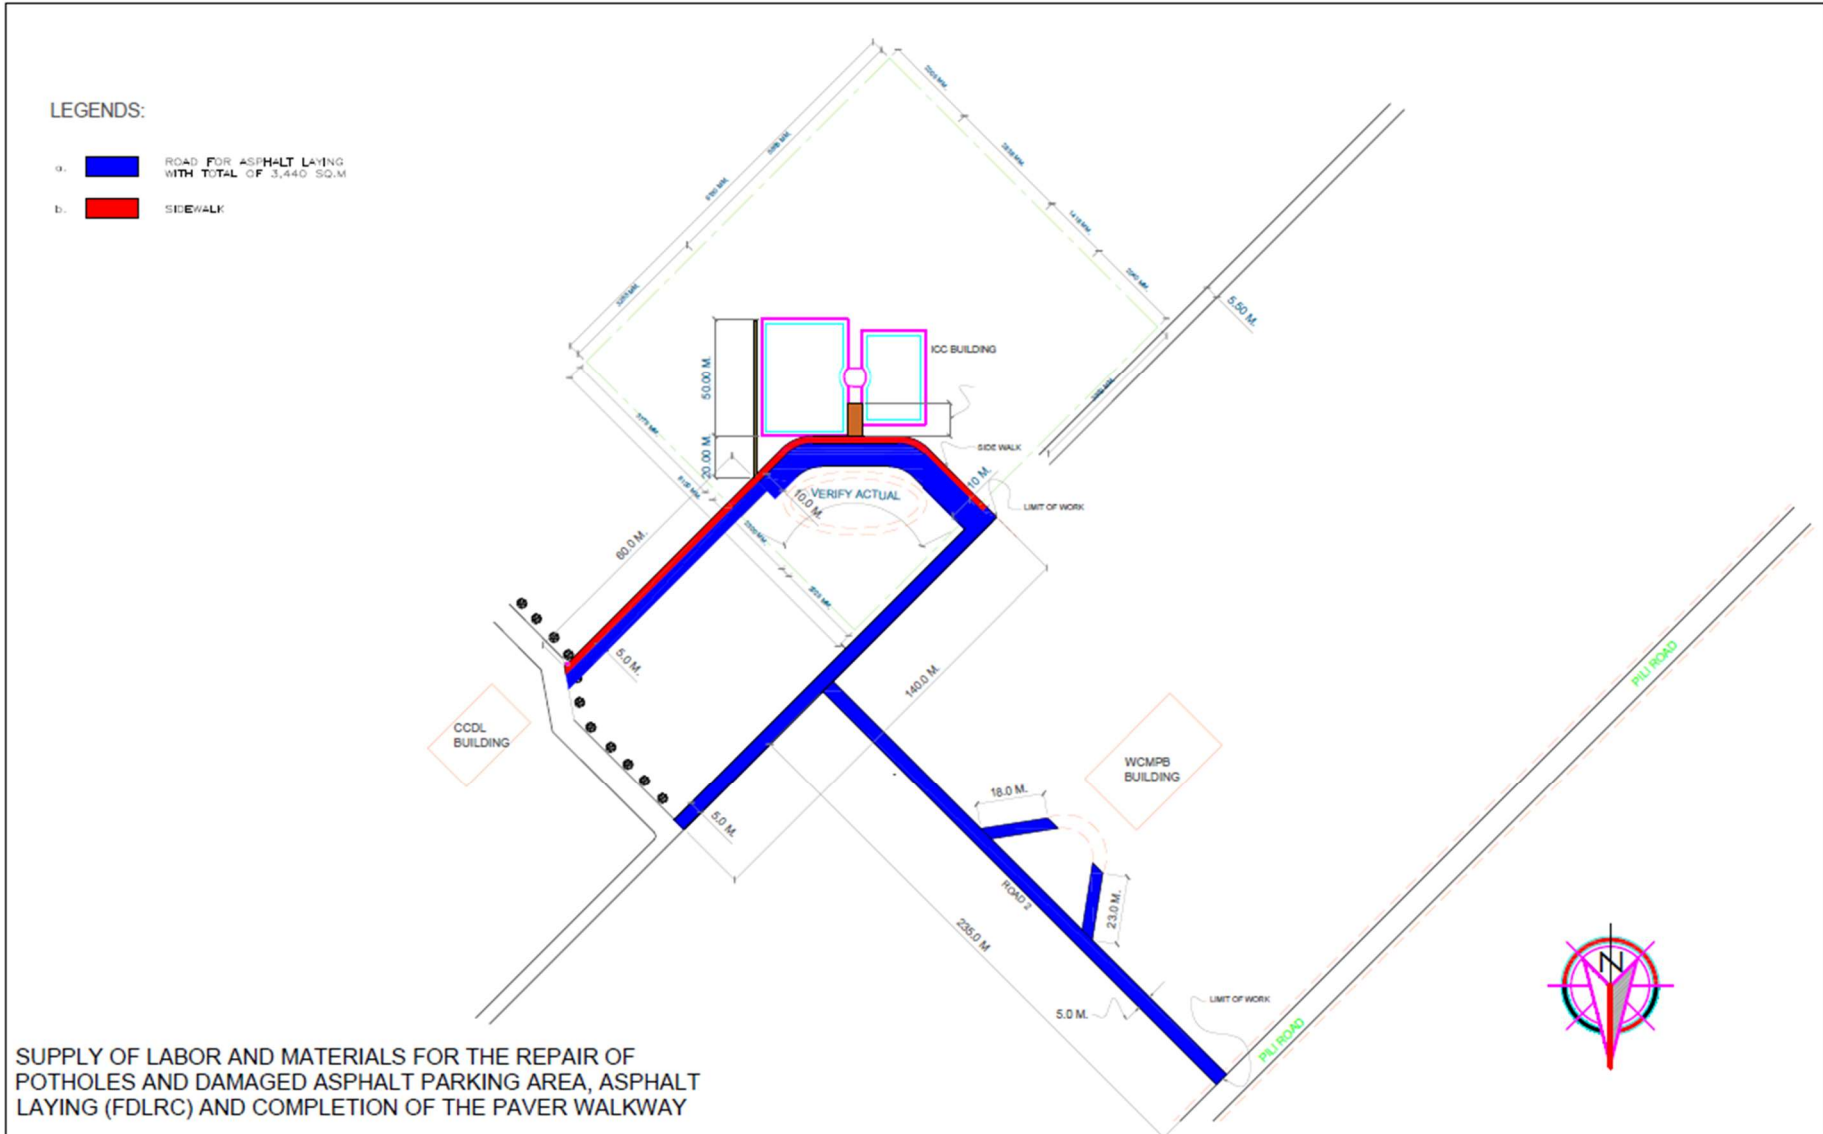 LEGENDS:
a.
ROAD FOR ASPHALT LAYING
WITH TOTAL OF 3,440 SQ.M
b.
SIDEWALK
5.50 M.
50.00 M.
ICC BUILDING
20.00 M.
SIDE WALK
10 M.
VERIFY ACTUAL
10.0 M.
LIMIT OF WORK
60.0 M.
5.0 M.
140.0 M.
PILI ROAD
CCDL
BUILDING
WCMPB
BUILDING
18.0 M.
5.0 M.
ROAD 2
23.0 M.
235.0 M
LIMIT OF WORK
5.0 M.
PILI ROAD
N
SUPPLY OF LABOR AND MATERIALS FOR THE REPAIR OF
POTHOLES AND DAMAGED ASPHALT PARKING AREA, ASPHALT
LAYING (FDLRC) AND COMPLETION OF THE PAVER WALKWAY